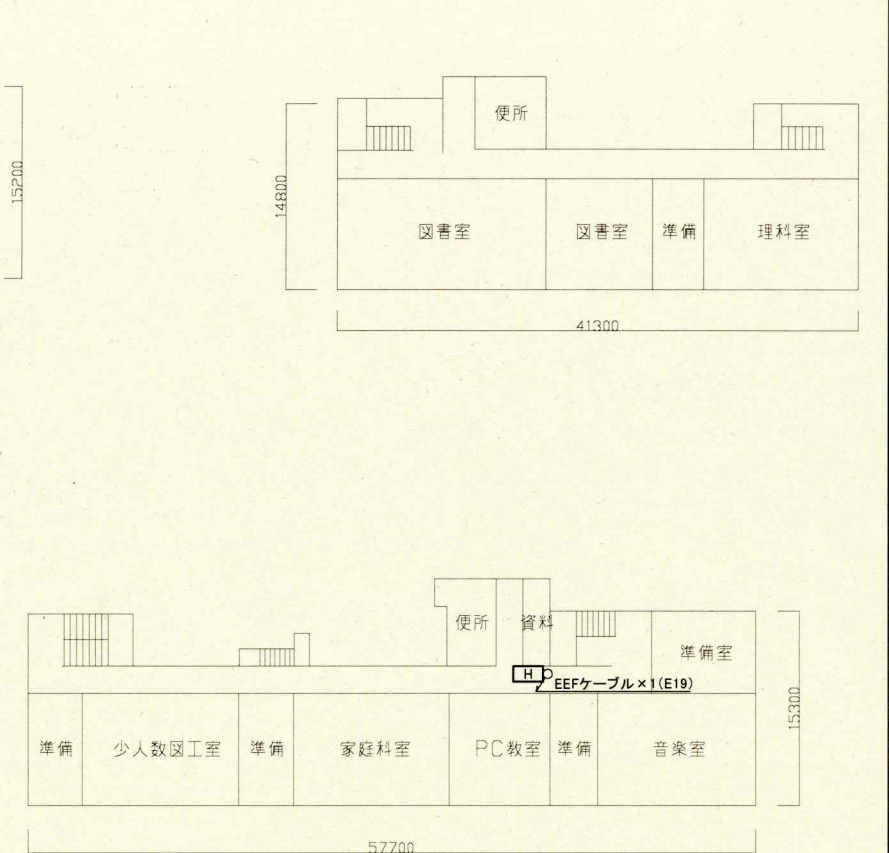 便所
15200
14800
図書室 図書室 準備 理科室
41300
便所 資料
準備室
H
EEFケーブル×1(E19)
15300
準備 少人数図工室 準備 家庭科室 PC教室 準備 音楽室
57700